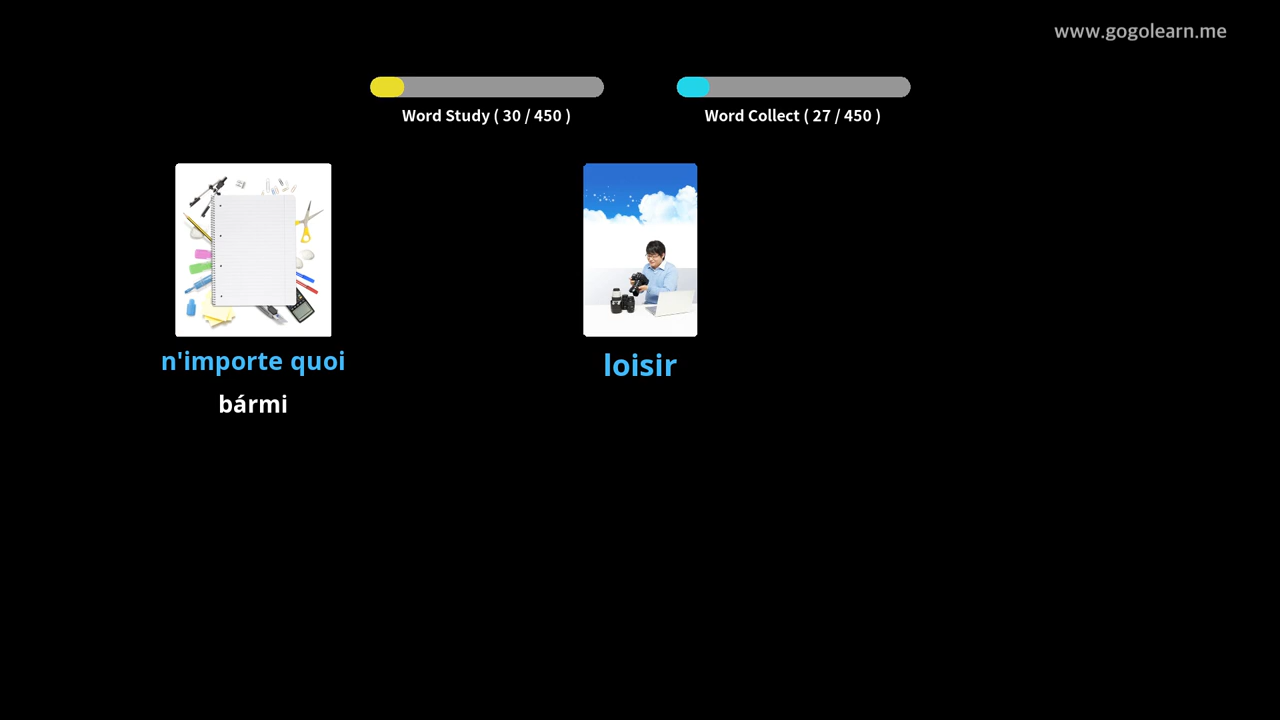 www.gogolearn.me
Word Study ( 30 / 450 )
Word Collect ( 27 / 450 )
n'importe quoi
bármi
loisir